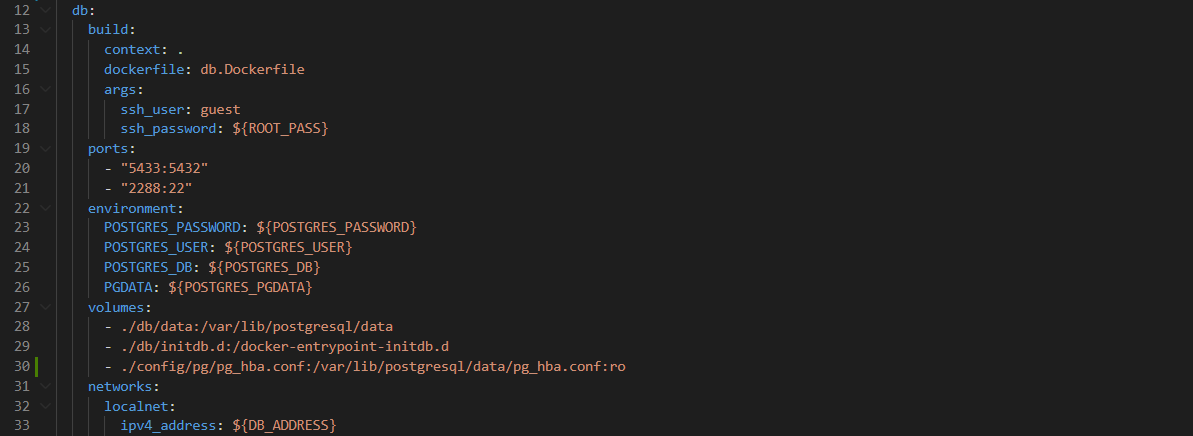 12 db:
13 build:
14 context: .
15 dockerfile: db.Dockerfile
16 args:
17 ssh_user: guest
18 ssh_password: ${ROOT_PASS}
19 ports:
20 - "5433:5432"
21 - "2288:22"
22 environment:
23 POSTGRES_PASSWORD: ${POSTGRES_PASSWORD}
24 POSTGRES_USER: ${POSTGRES_USER}
25 POSTGRES_DB: ${POSTGRES_DB}
26 PGDATA: ${POSTGRES_PGDATA}
27 volumes:
28 - ./db/data:/var/lib/postgresql/data
29 - ./db/initdb.d:/docker-entrypoint-initdb.d
30 - ./config/pg/pg_hba.conf:/var/lib/postgresql/data/pg_hba.conf:ro
31 networks:
32 localnet:
33 ipv4_address: ${DB_ADDRESS}